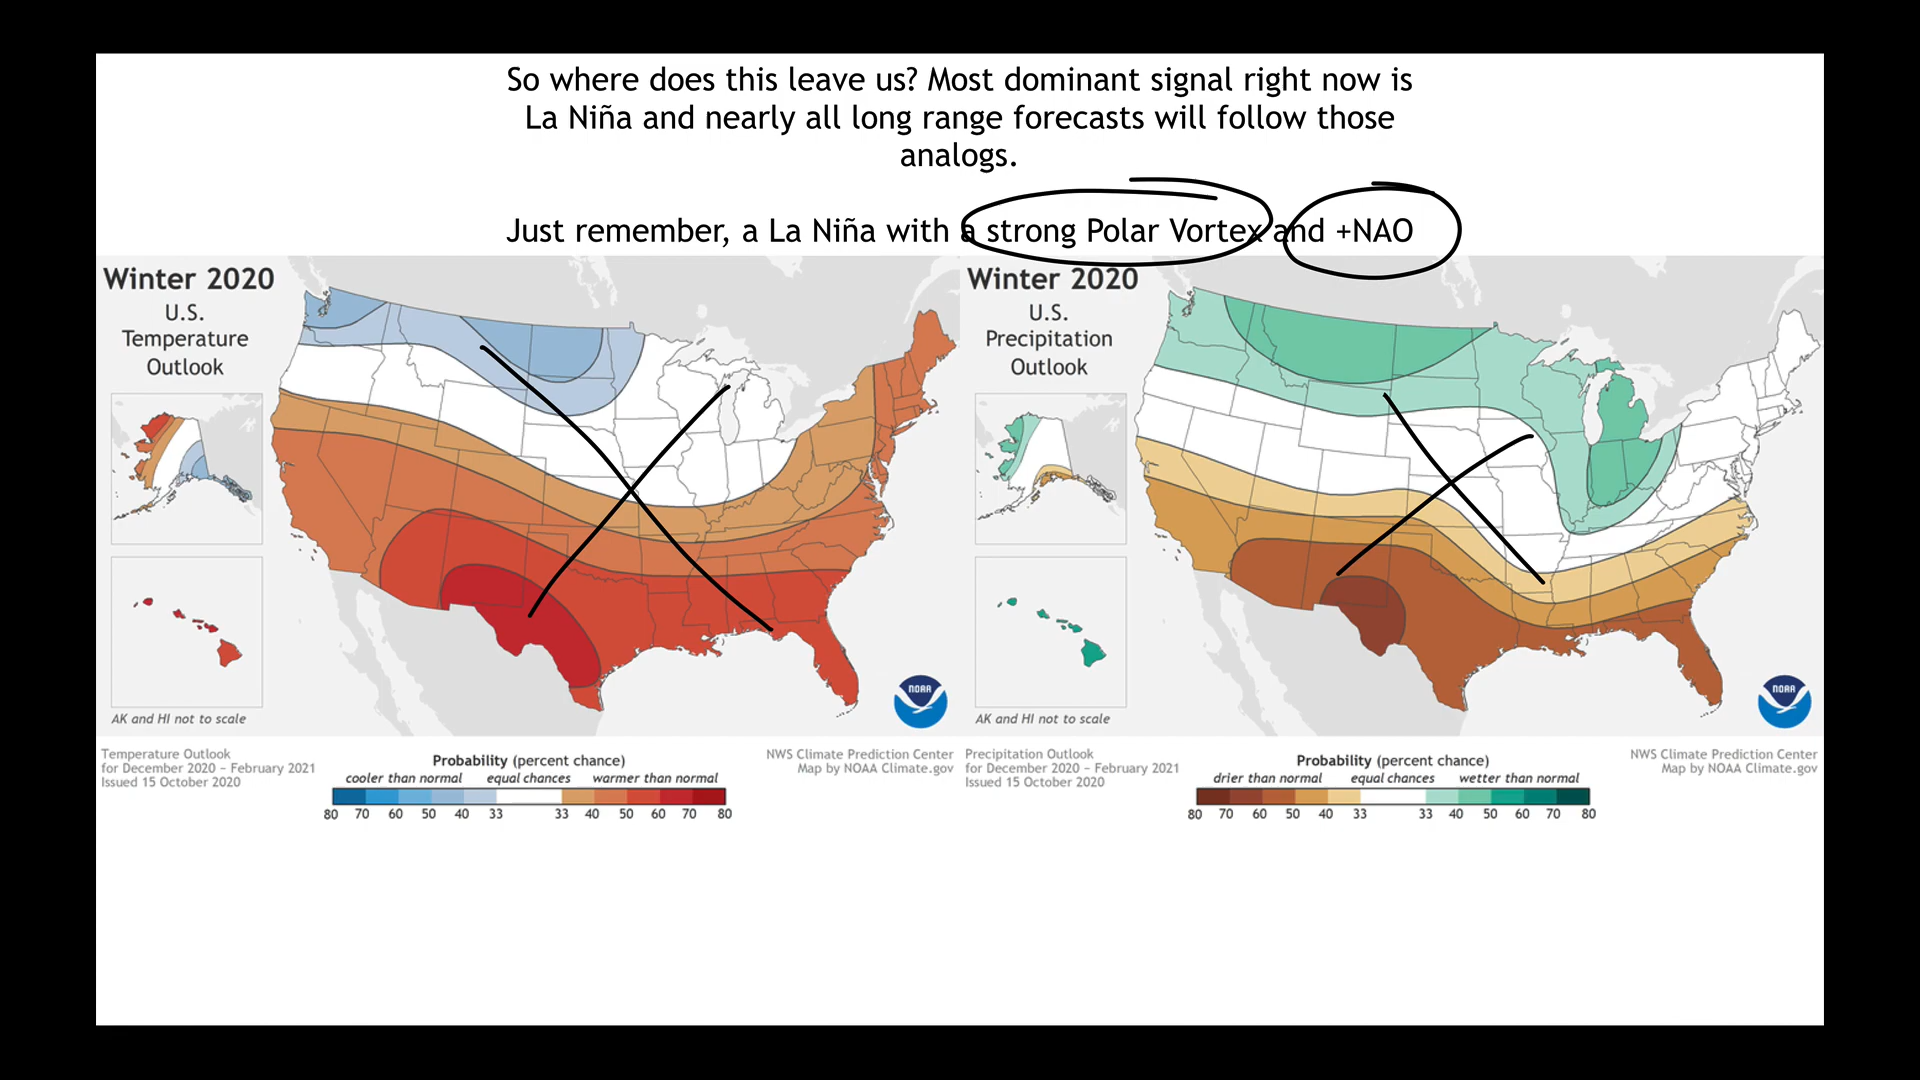 So where does this leave us? Most dominant signal right now is
La Niña and nearly all long range forecasts will follow those
analogs.
Just remember, a La Niña with a strong Polar Vortex and +NAO
Winter 2020
U.S.
Temperature
Outlook
AK and HI not to scale
NOAA
Temperature Outlook
for December 2020 – February 2021
Issued 15 October 2020
Probability (percent chance)
cooler than normal equal chances warmer than normal
80 70 60 50 40 33 33 40 50 60 70 80
NWS Climate Prediction Center
Map by NOAA Climate.gov
Winter 2020
U.S.
Precipitation
Outlook
AK and HI not to scale
NOAA
Precipitation Outlook
for December 2020 – February 2021
Issued 15 October 2020
Probability (percent chance)
drier than normal equal chances wetter than normal
80 70 60 50 40 33 33 40 50 60 70 80
NWS Climate Prediction Center
Map by NOAA Climate.gov